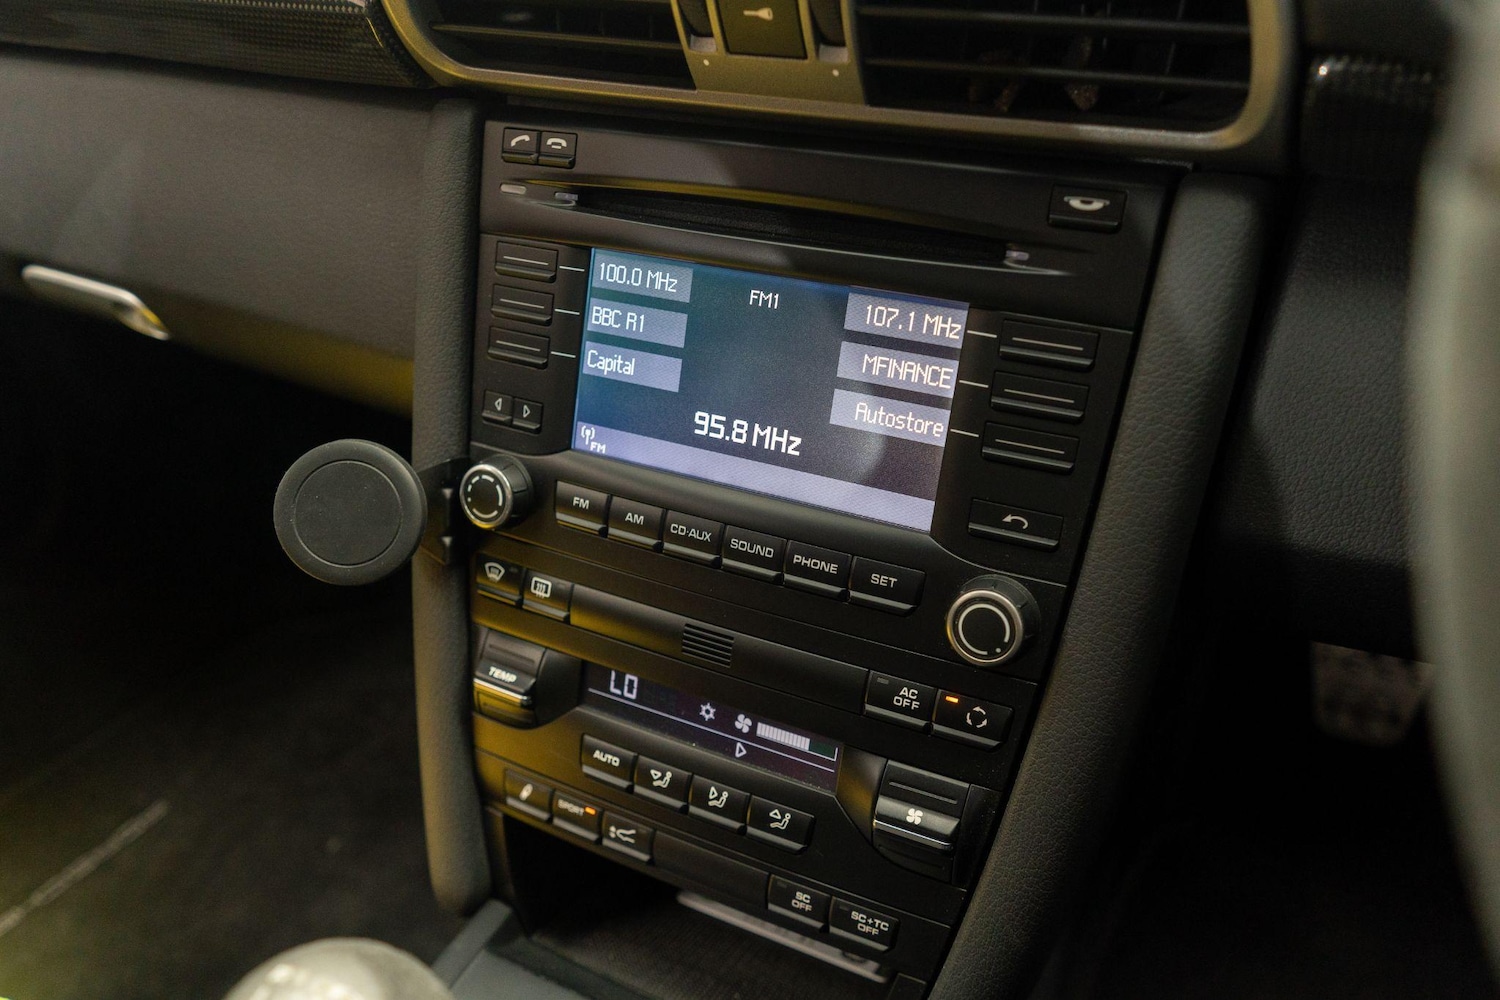 100.0 MHz
FM1
107.1 MHz
BBC R1
MFINANCE
Capital
Autostore
95.8 MHz
FM
FM
AM
CD·AUX
SOUND
PHONE
SET
TEMP
LO
AC
OFF
AUTO
SPORT
SC
OFF
SC+TC
OFF